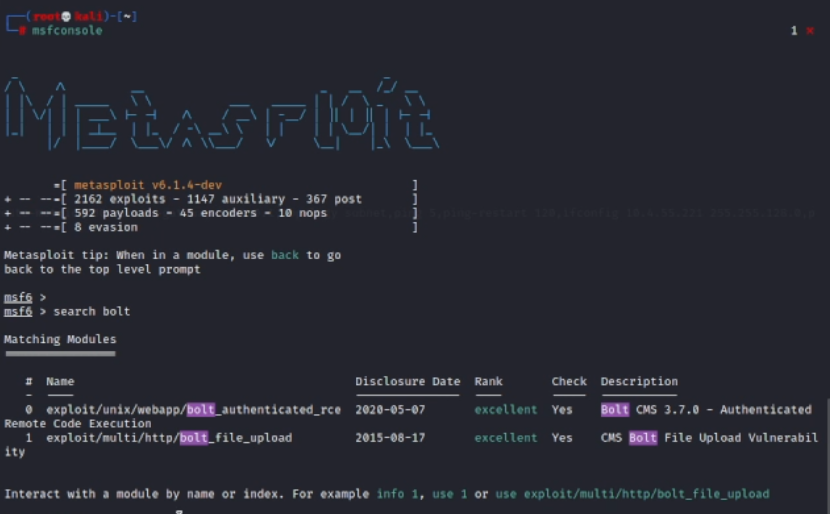 (root💀kali)-[~]
# msfconsole
1 ×
Metasploit
=[ metasploit v6.1.4-dev ]
+ -- --=[ 2162 exploits - 1147 auxiliary - 367 post ]
+ -- --=[ 592 payloads - 45 encoders - 10 nops ]
+ -- --=[ 8 evasion ]
Metasploit tip: When in a module, use back to go
back to the top level prompt
msf6 >
msf6 > search bolt
Matching Modules
# Name Disclosure Date Rank Check Description
- ---- --------------- ---- ----- -----------
0 exploit/unix/webapp/bolt_authenticated_rce 2020-05-07 excellent Yes Bolt CMS 3.7.0 - Authenticated
Remote Code Execution
1 exploit/multi/http/bolt_file_upload 2015-08-17 excellent Yes CMS Bolt File Upload Vulnerabil
ity
Interact with a module by name or index. For example info 1, use 1 or use exploit/multi/http/bolt_file_upload